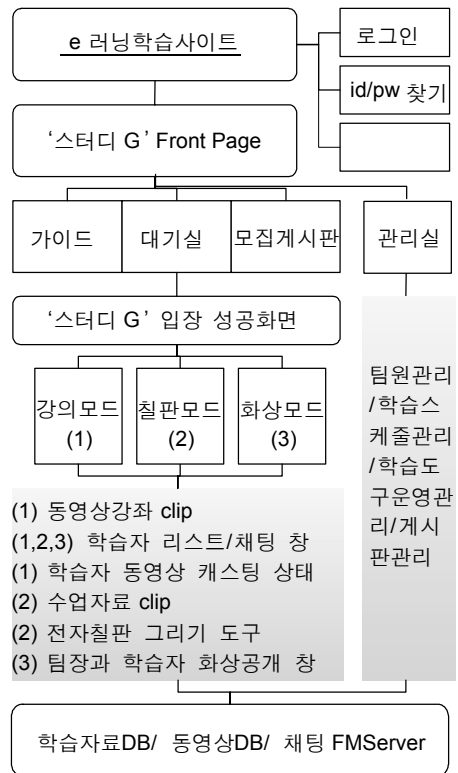 e 러닝학습사이트
로그인
id/pw 찾기
‘스터디 G’ Front Page
가이드
대기실
모집게시판
관리실
‘스터디 G’ 입장 성공화면
강의모드
(1)
칠판모드
(2)
화상모드
(3)
팀원관리
/학습스
케줄관리
/학습도
구운영관
리/게시
판관리
(1) 동영상강좌 clip
(1,2,3) 학습자 리스트/채팅 창
(1) 학습자 동영상 캐스팅 상태
(2) 수업자료 clip
(2) 전자칠판 그리기 도구
(3) 팀장과 학습자 화상공개 창
학습자료DB/ 동영상DB/ 채팅 FMServer